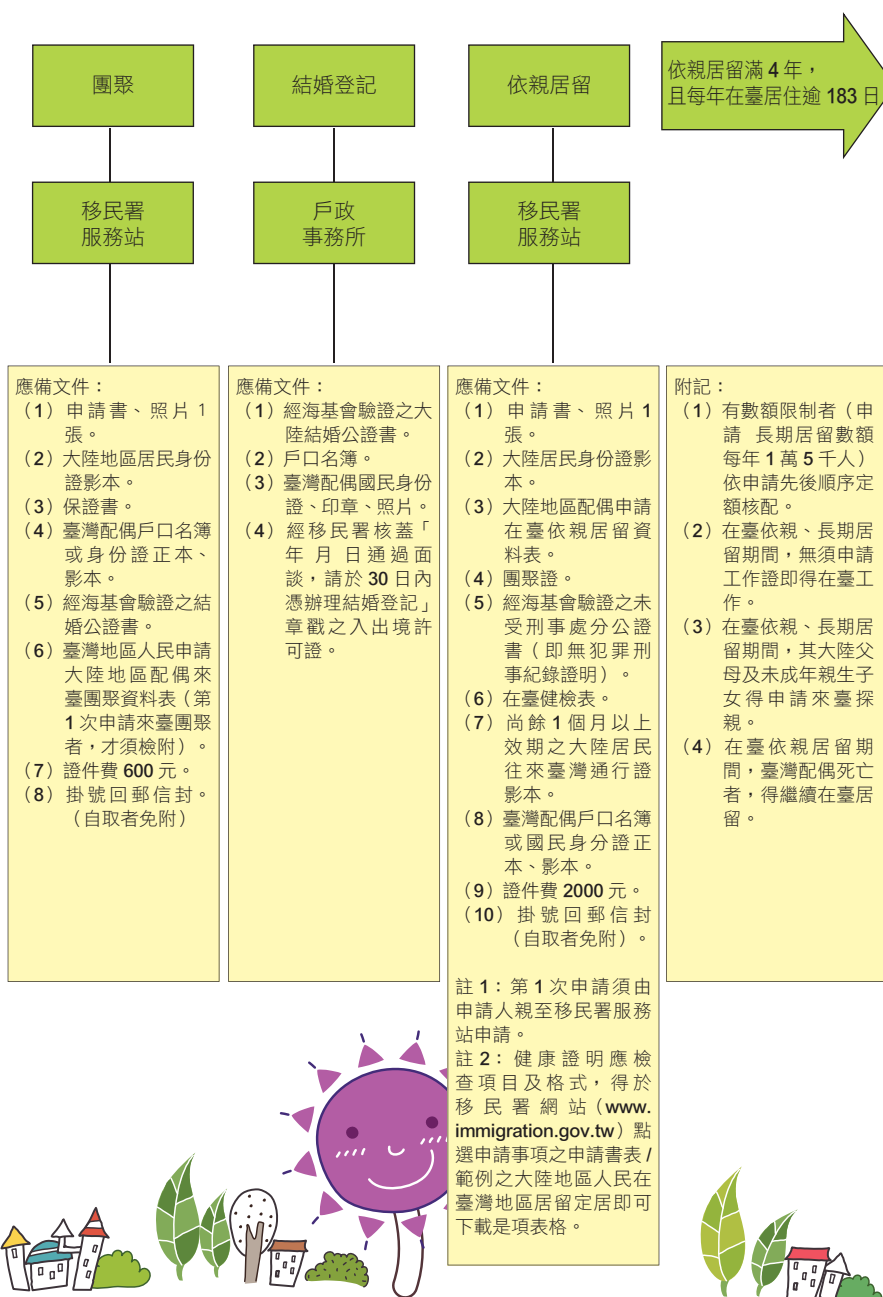 團聚
結婚登記
依親居留
依親居留滿 4 年，
且每年在臺居住逾 183 日
移民署
服務站
戶政
事務所
移民署
服務站
應備文件：
（1）申請書、照片 1
張。
（2）大陸地區居民身份
證影本。
（3）保證書。
（4）臺灣配偶戶口名簿
或身份證正本、
影本。
（5）經海基會驗證之結
婚公證書。
（6）臺灣地區人民申請
大陸地區配偶來
臺團聚資料表（第
1 次申請來臺團聚
者，才須檢附）。
（7）證件費 600 元。
（8）掛號回郵信封。
（自取者免附）
應備文件：
（1）經海基會驗證之大
陸結婚公證書。
（2）戶口名簿。
（3）臺灣配偶國民身份
證、印章、照片。
（4）經移民署核蓋「
年 月 日通過面
談，請於 30 日內
憑辦理結婚登記」
章戳之入出境許
可證。
應備文件：
（1）申請書、照片 1
張。
（2）大陸居民身份證影
本。
（3）大陸地區配偶申請
在臺依親居留資
料表。
（4）團聚證。
（5）經海基會驗證之未
受刑事處分公證
書（即無犯罪刑
事紀錄證明）。
（6）在臺健檢表。
（7）尚餘 1 個月以上
效期之大陸居民
往來臺灣通行證
影本。
（8）臺灣配偶戶口名簿
或國民身分證正
本、影本。
（9）證件費 2000 元。
（10）掛號回郵信封
（自取者免附）。
註 1：第 1 次申請須由
申請人親至移民署服務
站申請。
註 2：健康證明應檢
查項目及格式，得於
移民署網站（www.
immigration.gov.tw）點
選申請事項之申請書表 /
範例之大陸地區人民在
臺灣地區居留定居即可
下載是項表格。
附記：
（1）有數額限制者（申
請 長期居留數額
每年 1 萬 5 千人）
依申請先後順序定
額核配。
（2）在臺依親、長期居
留期間，無須申請
工作證即得在臺工
作。
（3）在臺依親、長期居
留期間，其大陸父
母及未成年親生子
女得申請來臺探
親。
（4）在臺依親居留期
間，臺灣配偶死亡
者，得繼續在臺居
留。